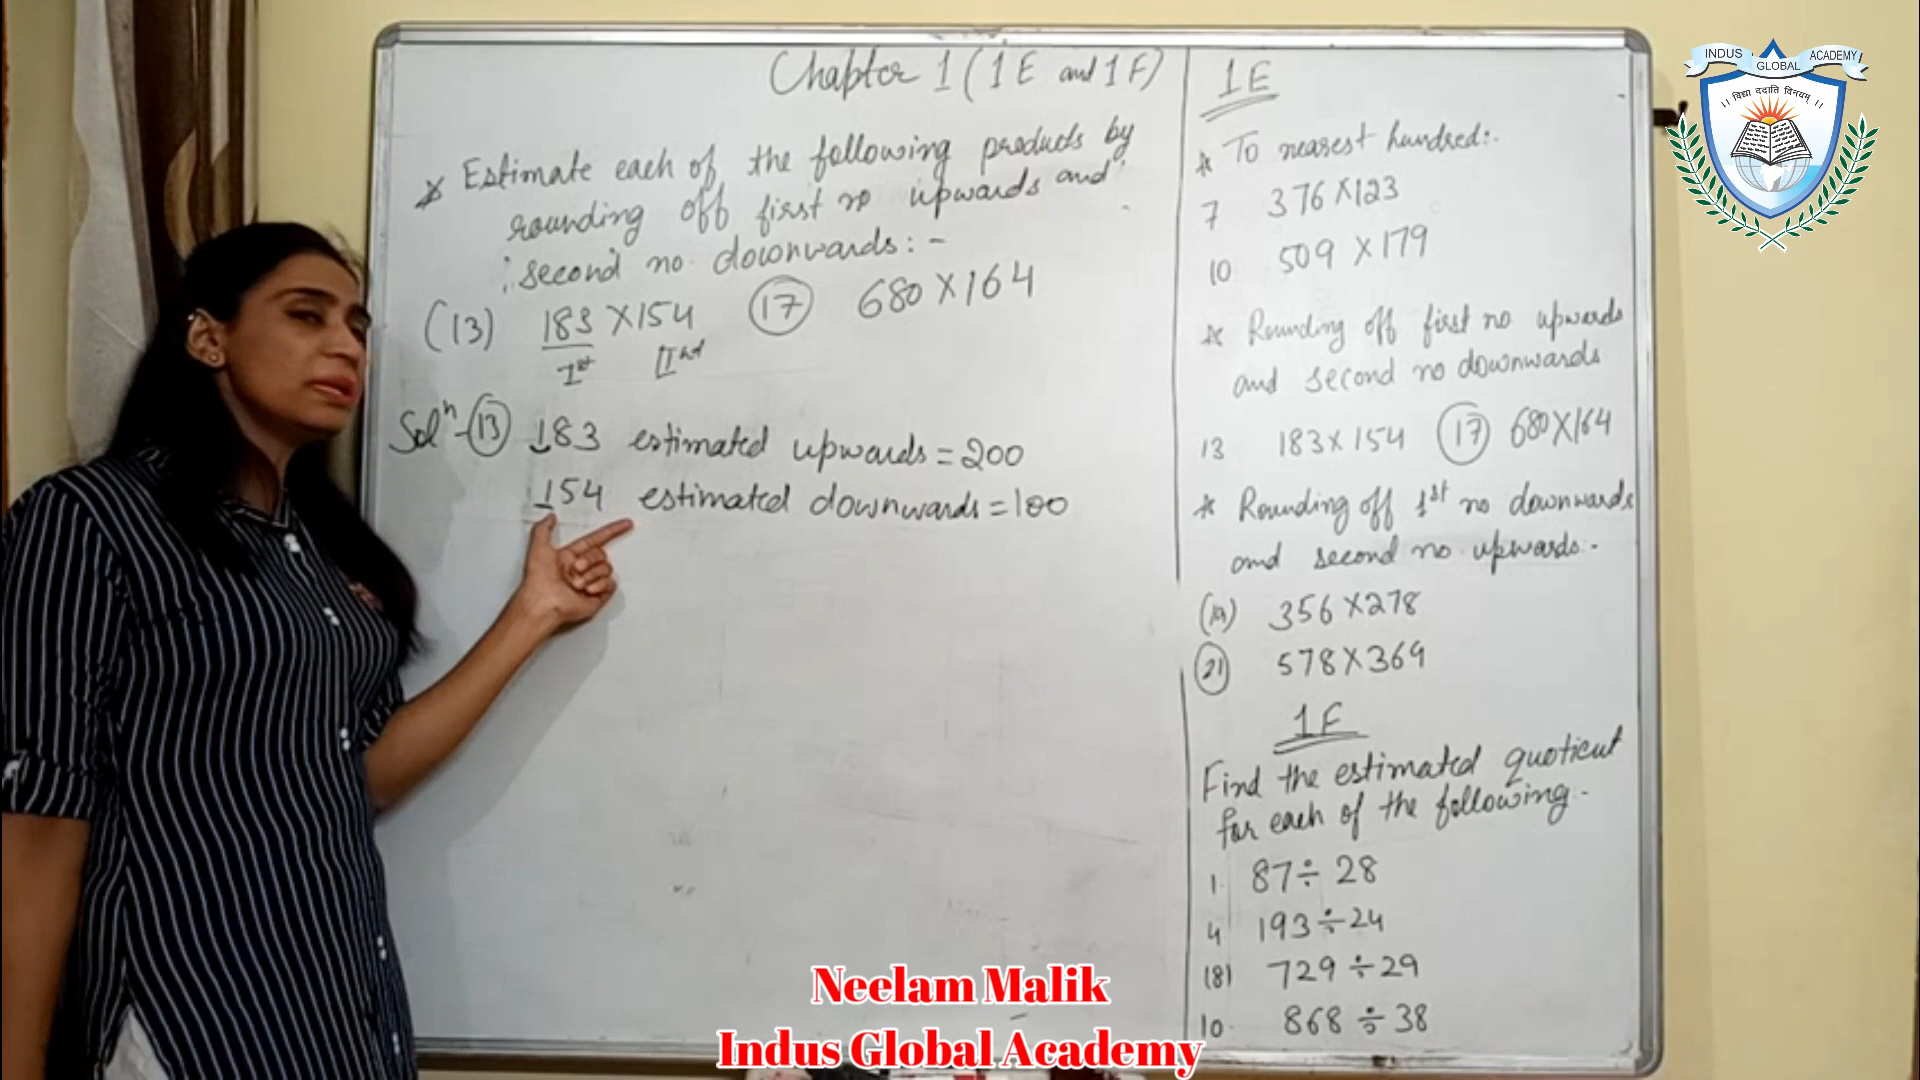 Chapter 1 (1E and 1F)
* Estimate each of the following products by
rounding off first no upwards and
second no. downwards : -
(13) 183 X 154 (17) 680 X 164
Ist IInd
Solⁿ - (13) 183 estimated upwards = 200
154 estimated downwards = 100
1E
* To nearest hundred:-
7 376 X 123
10 509 X 179
* Rounding off first no upwards
and second no downwards
13 183 X 154 (17) 680 X 164
* Rounding off 1st no downwards
and second no. upwards.-
(19) 356 X 278
(21) 578 X 369
1F
Find the estimated quoticut
for each of the following.-
1. 87 ÷ 28
4 193 ÷ 24
(8) 729 ÷ 29
10. 868 ÷ 38
INDUS GLOBAL ACADEMY
।। विद्या ददाति विनयम् ।।
Neelam Malik
Indus Global Academy